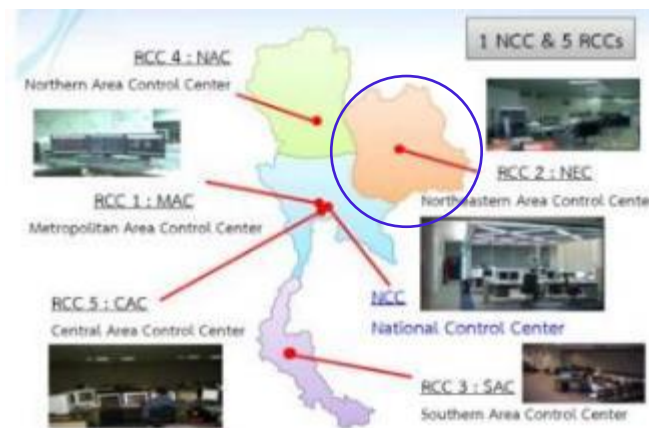 1 NCC & 5 RCCs
RCC 4 : NAC
Northern Area Control Center
RCC 2 : NEC
Northeastern Area Control Cente
RCC 1 : MAC
Metropolitan Area Control Center
NCC
National Control Center
RCC 5 : CAC
Central Area Control Center
RCC 3 : SAC
Southern Area Control Center